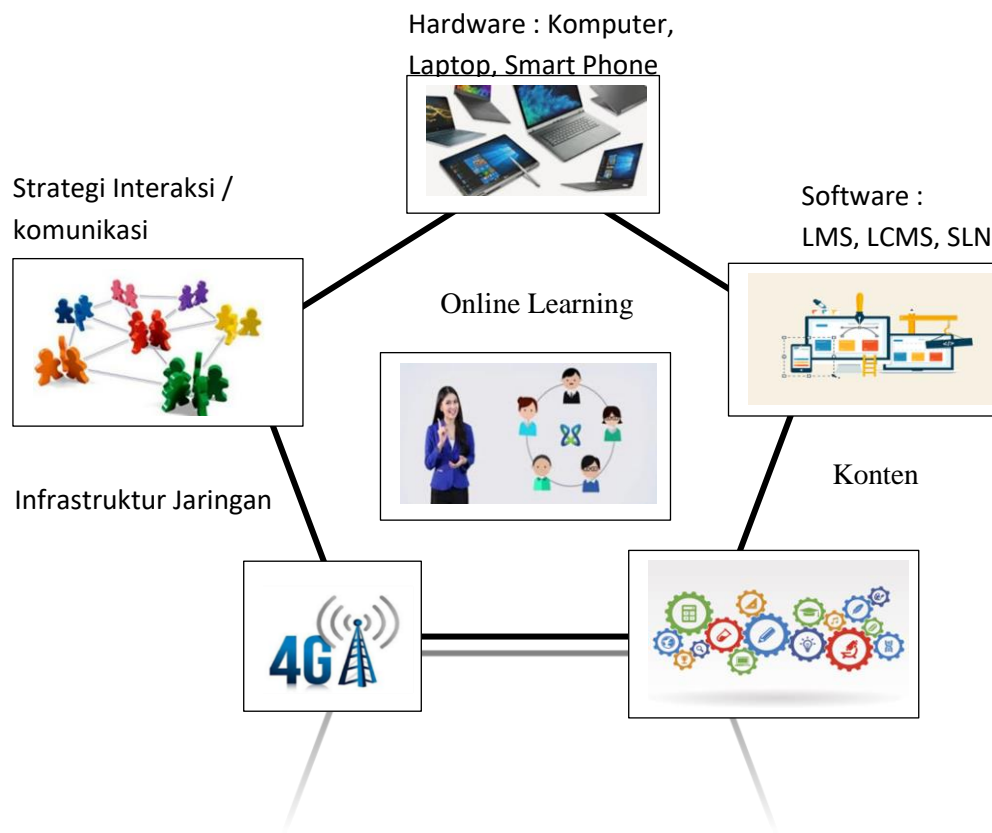 Hardware : Komputer,
Laptop, Smart Phone
Strategi Interaksi /
komunikasi
Software :
LMS, LCMS, SLN
Online Learning
Konten
Infrastruktur Jaringan
4G